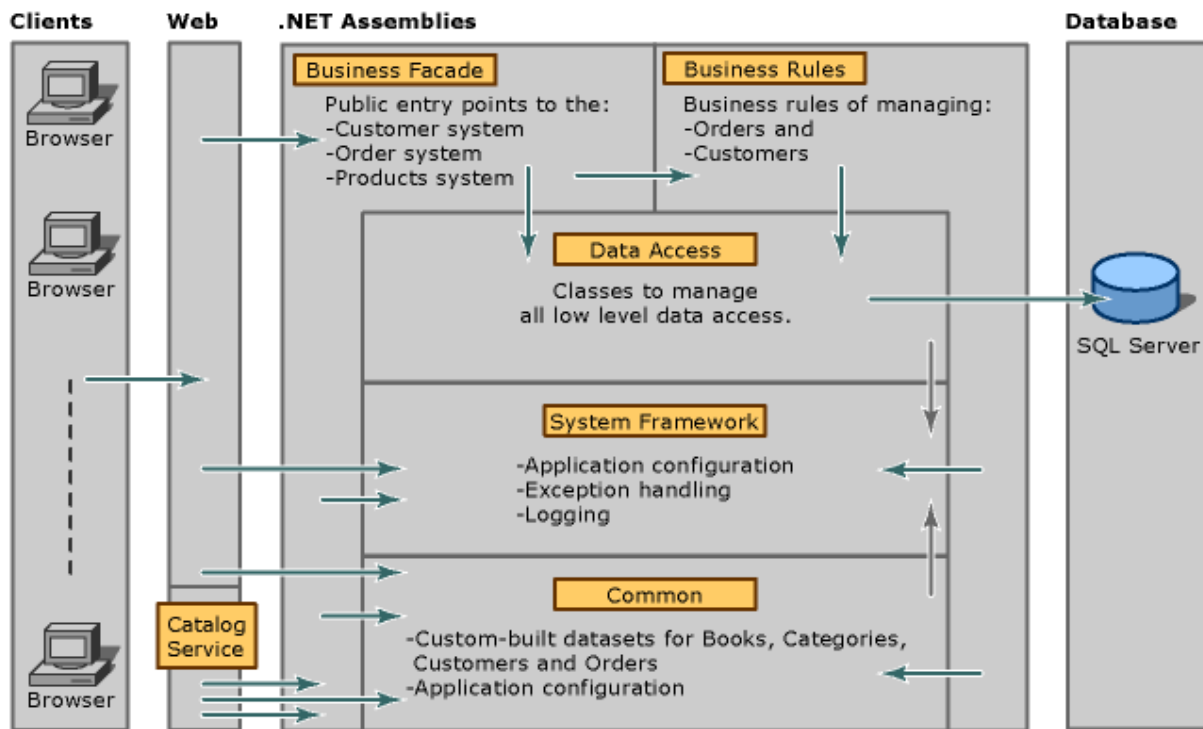 Clients
Web
.NET Assemblies
Database
Browser
Browser
Browser
Catalog
Service
Business Facade
Public entry points to the:
-Customer system
-Order system
-Products system
Business Rules
Business rules of managing:
-Orders and
-Customers
Data Access
Classes to manage
all low level data access.
System Framework
-Application configuration
-Exception handling
-Logging
Common
-Custom-built datasets for Books, Categories,
Customers and Orders
-Application configuration
SQL Server